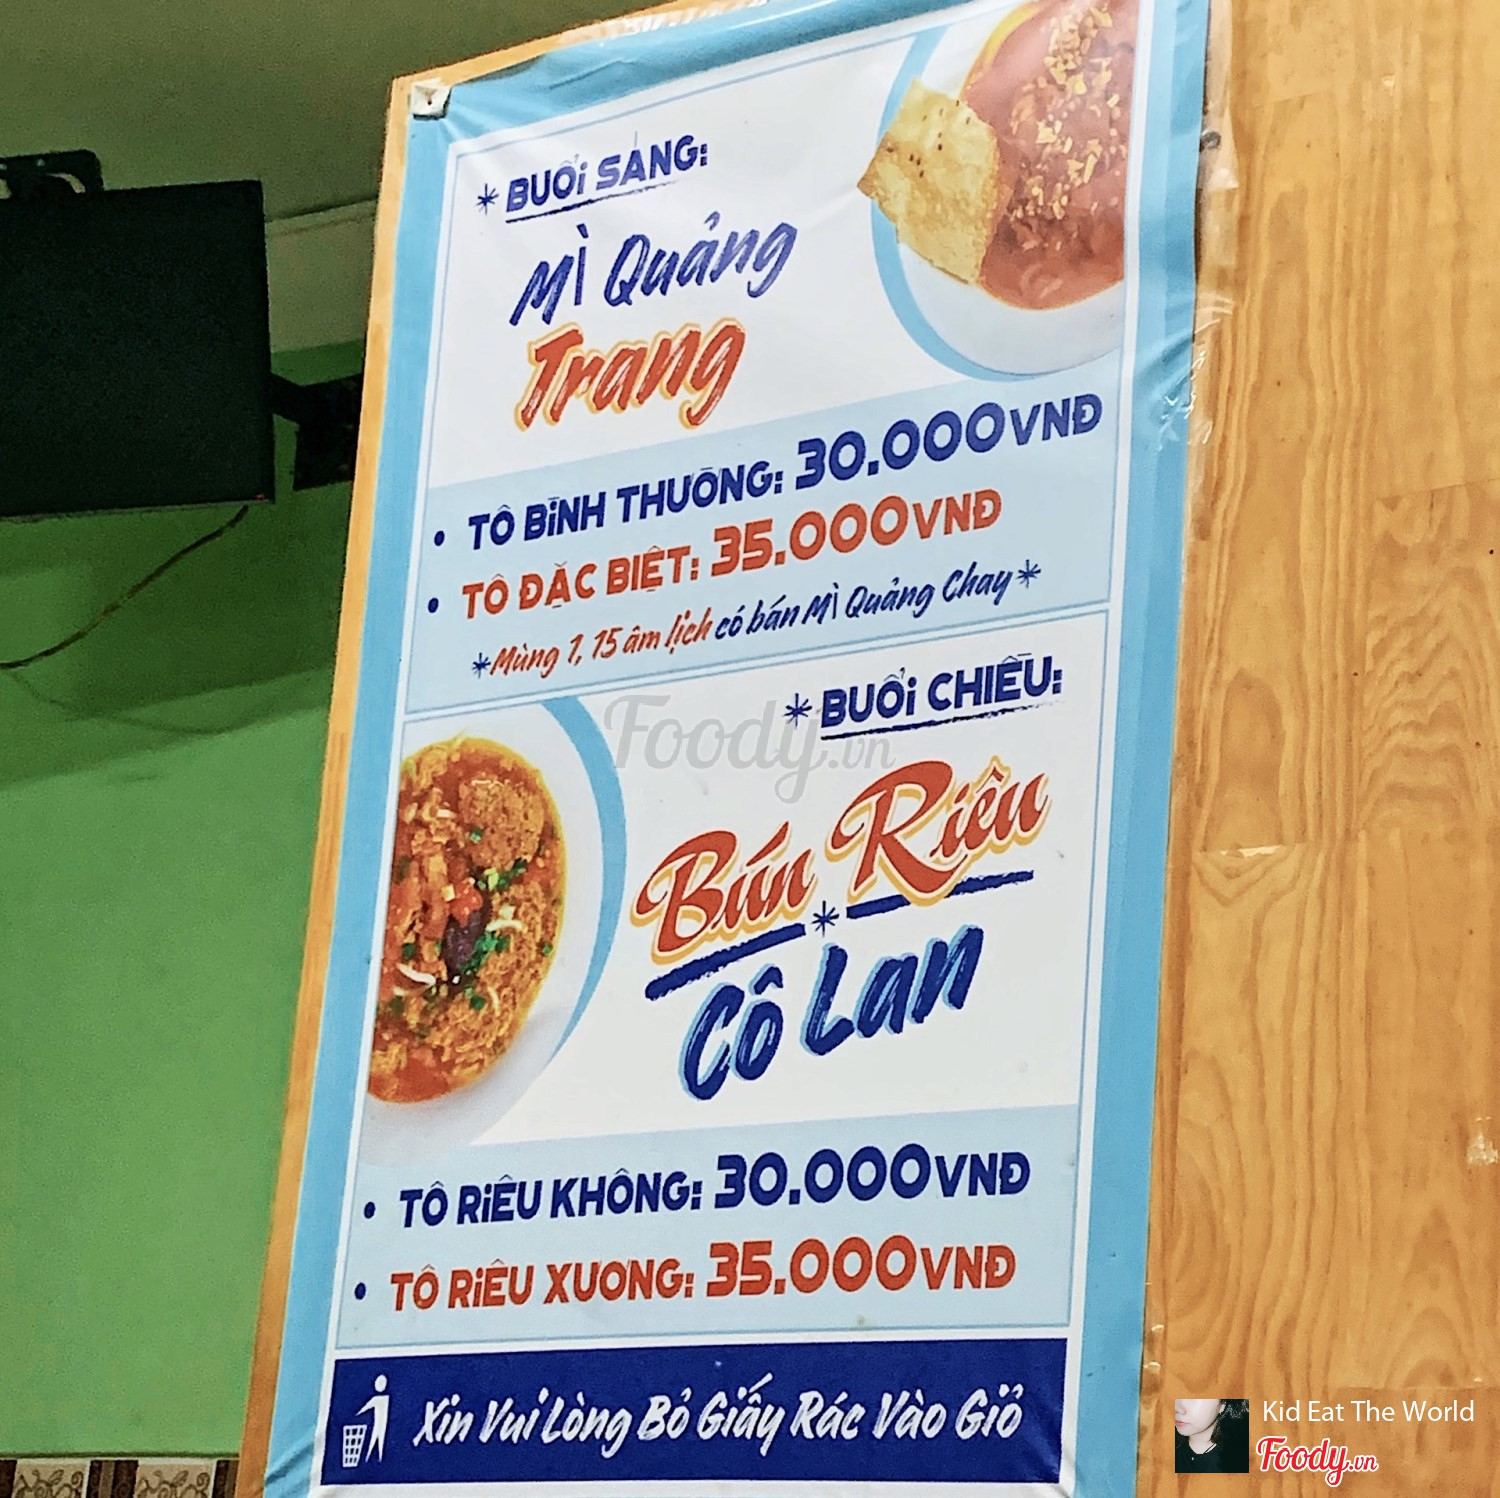 * BUỔI SÁNG:
MÌ Quảng
Trang
• TÔ BÌNH THƯỜNG: 30.000VNĐ
• TÔ ĐẶC BIỆT: 35.000VNĐ
*Mùng 1, 15 âm lịch có bán MÌ Quảng Chay*
Foody.vn
* BUỔI CHIỀU:
Bún Riêu
Cô Lan
• TÔ RIÊU KHÔNG: 30.000VNĐ
• TÔ RIÊU XƯƠNG: 35.000VNĐ
Xin Vui Lòng Bỏ Giấy Rác Vào Giỏ
Kid Eat The World
Foody.vn